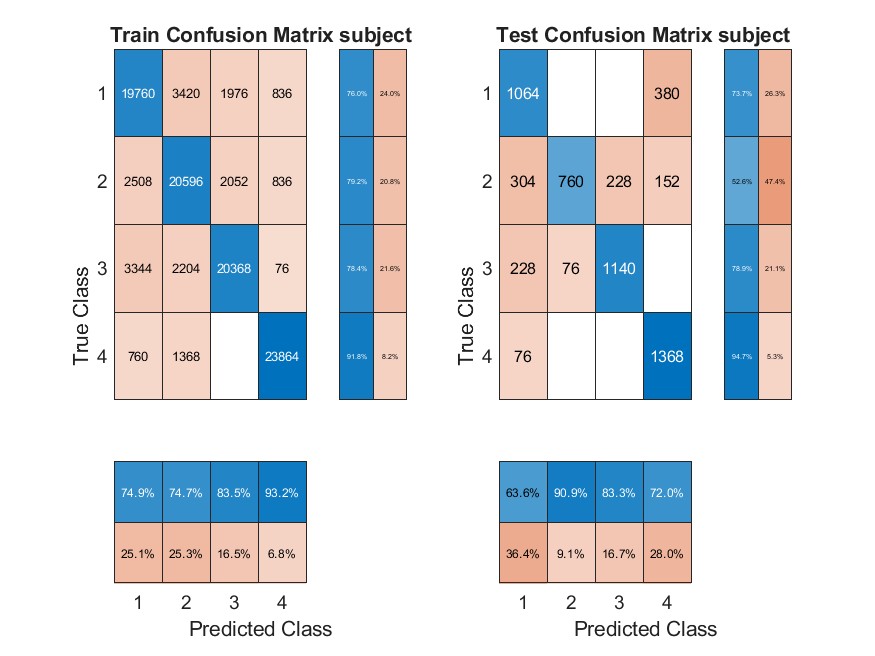 Train Confusion Matrix subject
1 19760 3420 1976 836 76.0% 24.0%
2 2508 20596 2052 836 79.2% 20.8%
3 3344 2204 20368 76 78.4% 21.6%
4 760 1368 23864 91.8% 8.2%
True Class
74.9% 74.7% 83.5% 93.2%
25.1% 25.3% 16.5% 6.8%
1 2 3 4
Predicted Class
Test Confusion Matrix subject
1 1064 380 73.7% 26.3%
2 304 760 228 152 52.6% 47.4%
3 228 76 1140 78.9% 21.1%
4 76 1368 94.7% 5.3%
True Class
63.6% 90.9% 83.3% 72.0%
36.4% 9.1% 16.7% 28.0%
1 2 3 4
Predicted Class